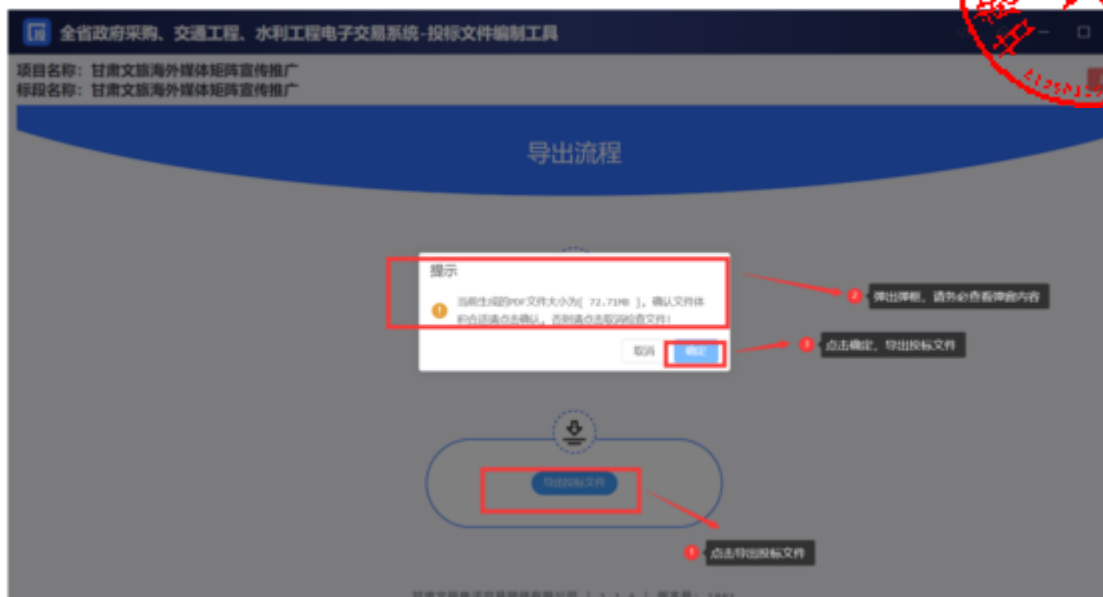 全省政府采购、交通工程、水利工程电子交易系统-投标文件编制工具
项目名称：甘肃文旅海外媒体矩阵宣传推广
标段名称：甘肃文旅海外媒体矩阵宣传推广
导出流程
提示
当前生成的PDF文件大小为[ 72.71MB ]，确认文件体
积合适请点击确认，否则请点击取消检查文件！
取消 确定
2 弹出弹框，请务必查看弹窗内容
3 点击确定，导出投标文件
导出投标文件
1 点击导出投标文件